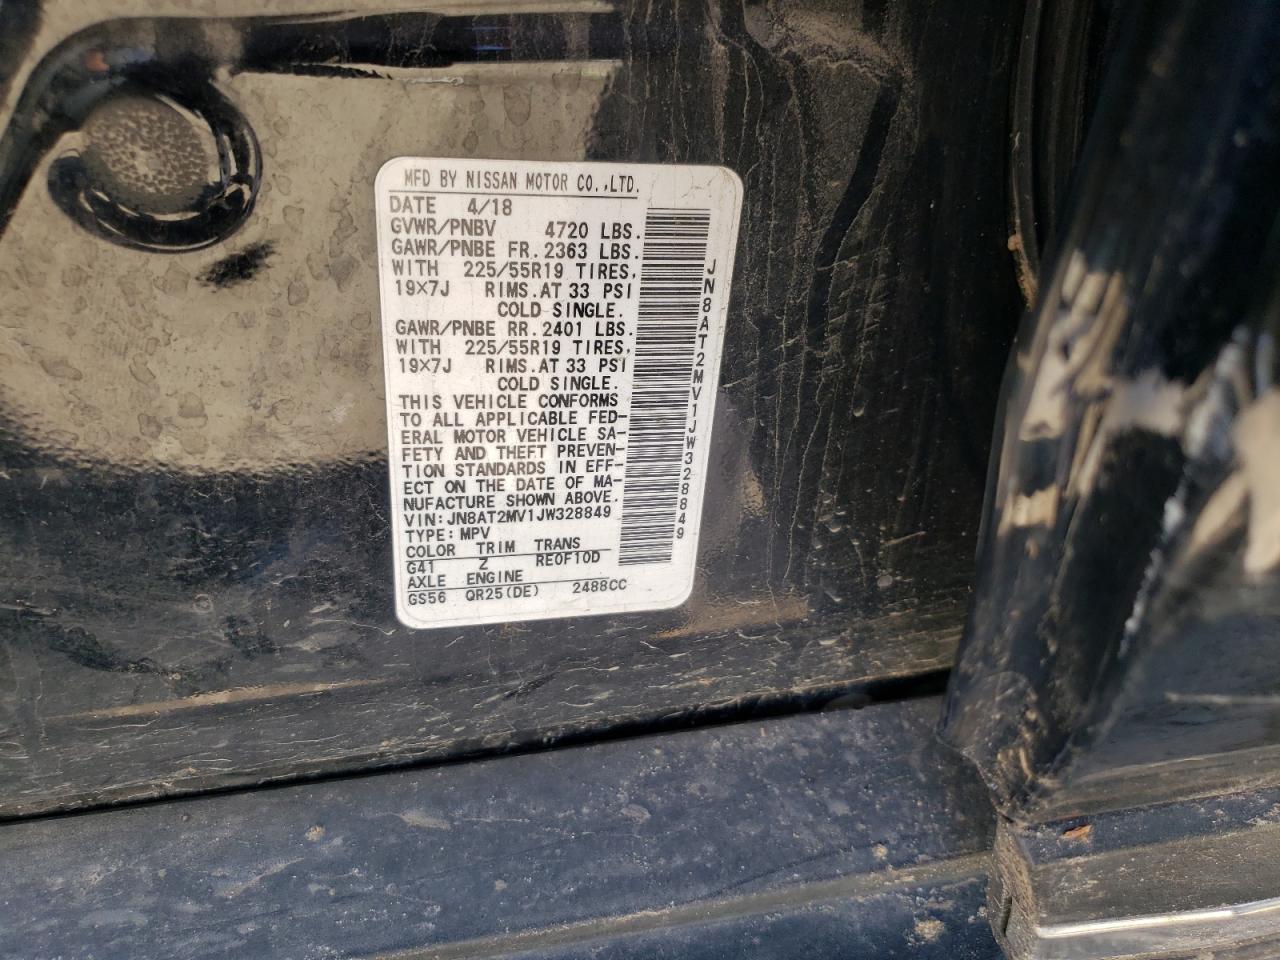 MFD BY NISSAN MOTOR CO.,LTD.
DATE 4/18
GVWR/PNBV 4720 LBS.
GAWR/PNBE FR. 2363 LBS.
WITH 225/55R19 TIRES,
19×7J RIMS. AT 33 PSI
COLD SINGLE.
GAWR/PNBE RR. 2401 LBS.
WITH 225/55R19 TIRES,
19×7J RIMS. AT 33 PSI
COLD SINGLE.
THIS VEHICLE CONFORMS
TO ALL APPLICABLE FED-
ERAL MOTOR VEHICLE SA-
FETY AND THEFT PREVEN-
TION STANDARDS IN EFF-
ECT ON THE DATE OF MA-
NUFACTURE SHOWN ABOVE.
VIN: JN8AT2MV1JW328849
TYPE: MPV
COLOR TRIM TRANS
G41 Z RE0F10D
AXLE ENGINE
GS56 QR25(DE) 2488CC
JN8AT2MV1JW328849